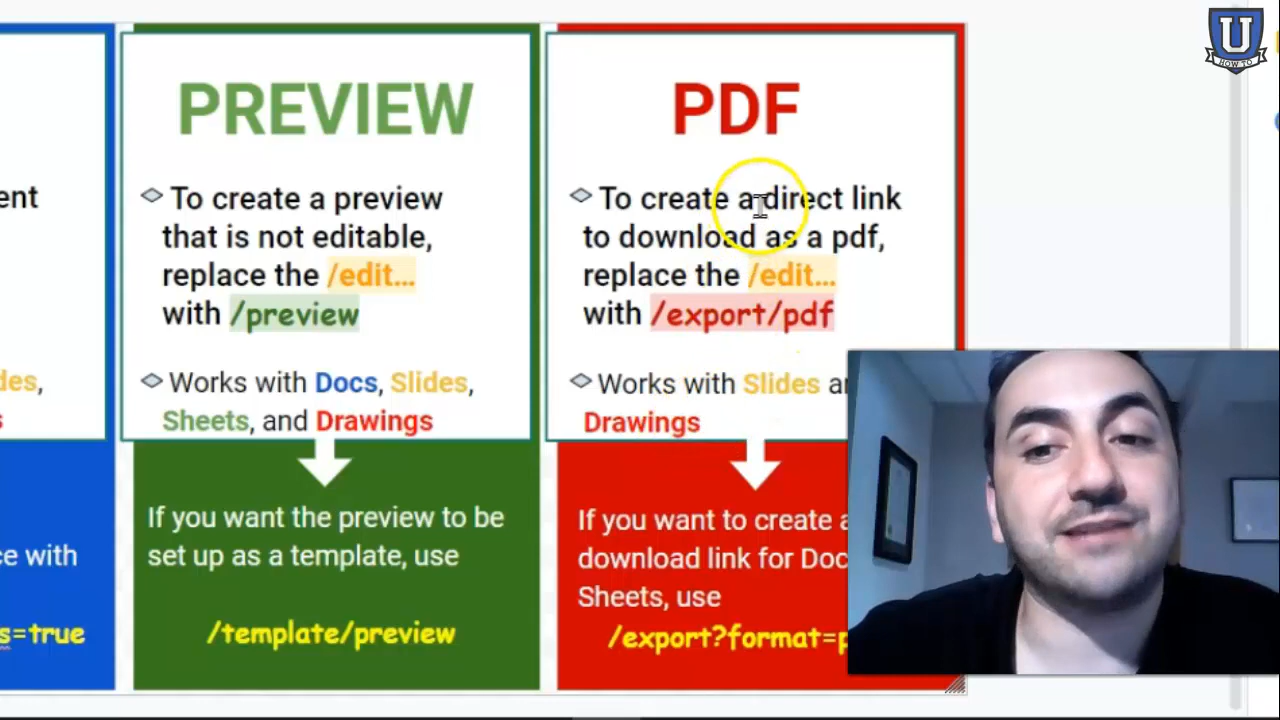 U
HOW TO
PREVIEW
To create a preview
that is not editable,
replace the /edit...
with /preview
Works with Docs, Slides,
Sheets, and Drawings
If you want the preview to be
set up as a template, use
/template/preview
PDF
To create a direct link
to download as a pdf,
replace the /edit...
with /export/pdf
Works with Slides
Drawings
If you want to create a
download link for
Sheets, use
/export?format=
with
=true